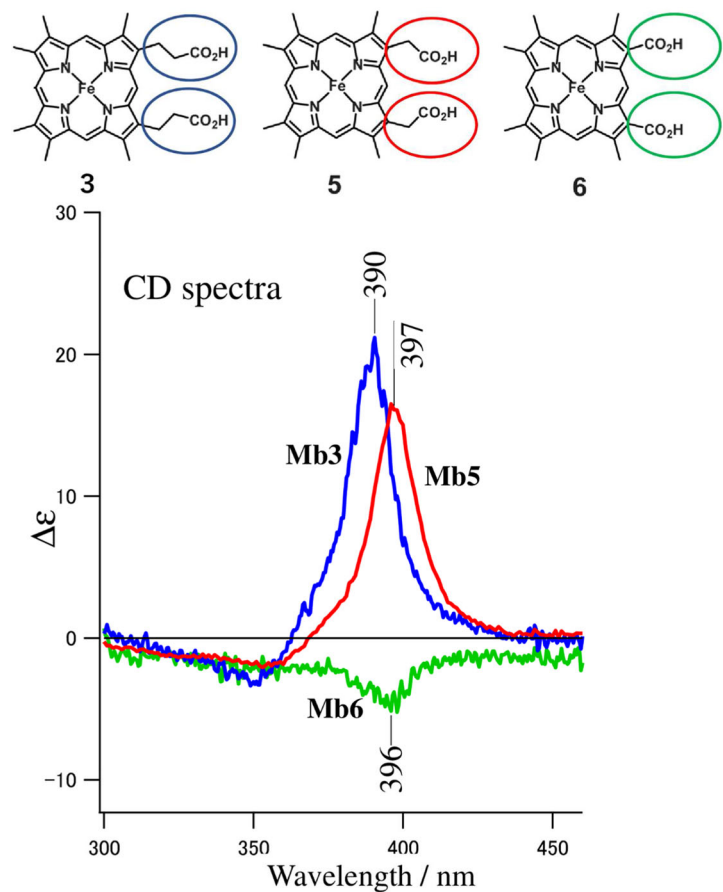 CO₂H CO₂H CO₂H
N N N N N N
Fe Fe Fe
N N N N N N
CO₂H CO₂H CO₂H
3 5 6
30
CD spectra
390
397
20
Mb3
Mb5
10
Δε
0
Mb6
396
−10
300 350 400 450
Wavelength / nm